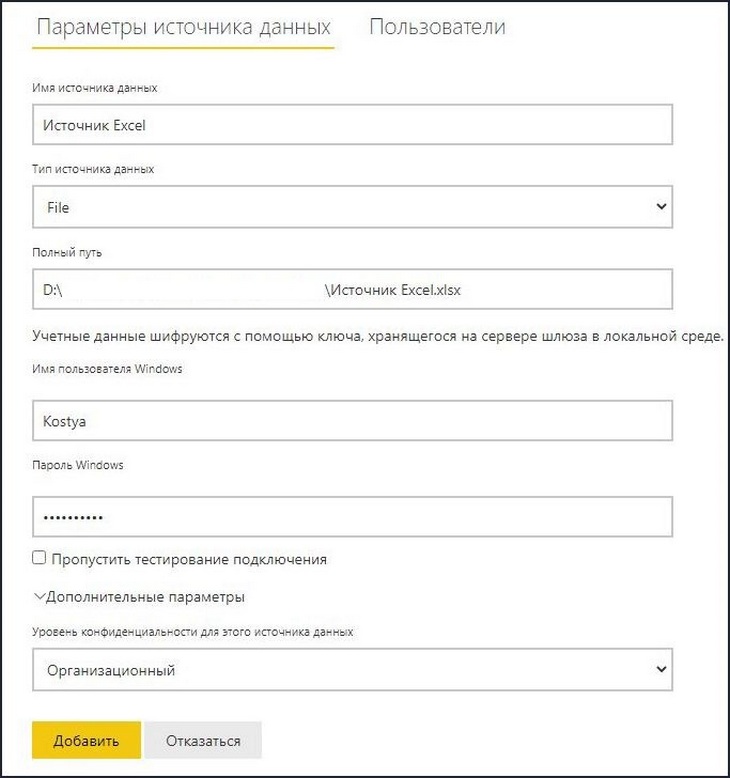 Параметры источника данных Пользователи
Имя источника данных
Источник Excel
Тип источника данных
File
Полный путь
D:\ \Источник Excel.xlsx
Учетные данные шифруются с помощью ключа, хранящегося на сервере шлюза в локальной среде.
Имя пользователя Windows
Kostya
Пароль Windows
••••••••••
Пропустить тестирование подключения
Дополнительные параметры
Уровень конфиденциальности для этого источника данных
Организационный
Добавить Отказаться